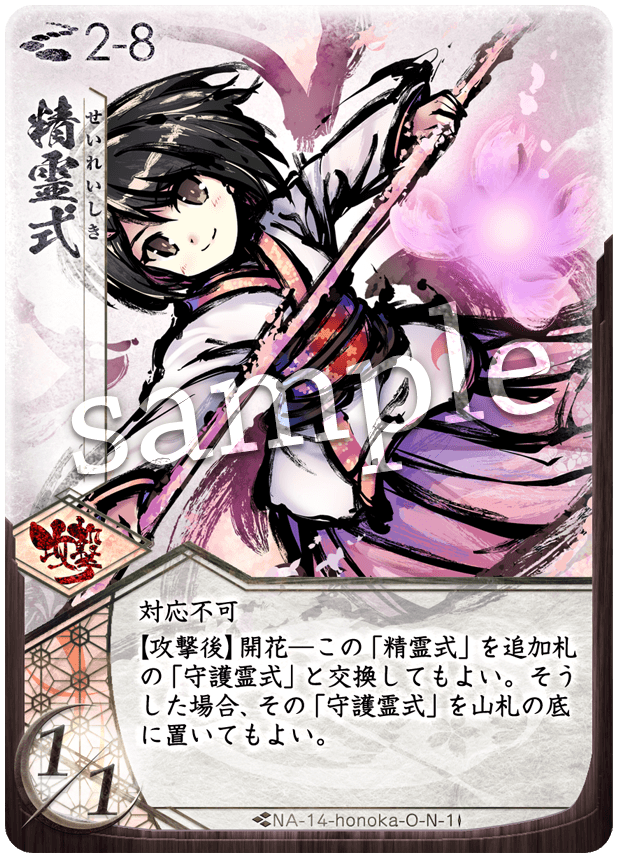 2-8
精霊式
せいれいしき
sample
攻撃
対応不可
【攻撃後】開花―この「精霊式」を追加札
の「守護霊式」と交換してもよい。そう
した場合、その「守護霊式」を山札の底
に置いてもよい。
1/1
NA-14-honoka-O-N-1